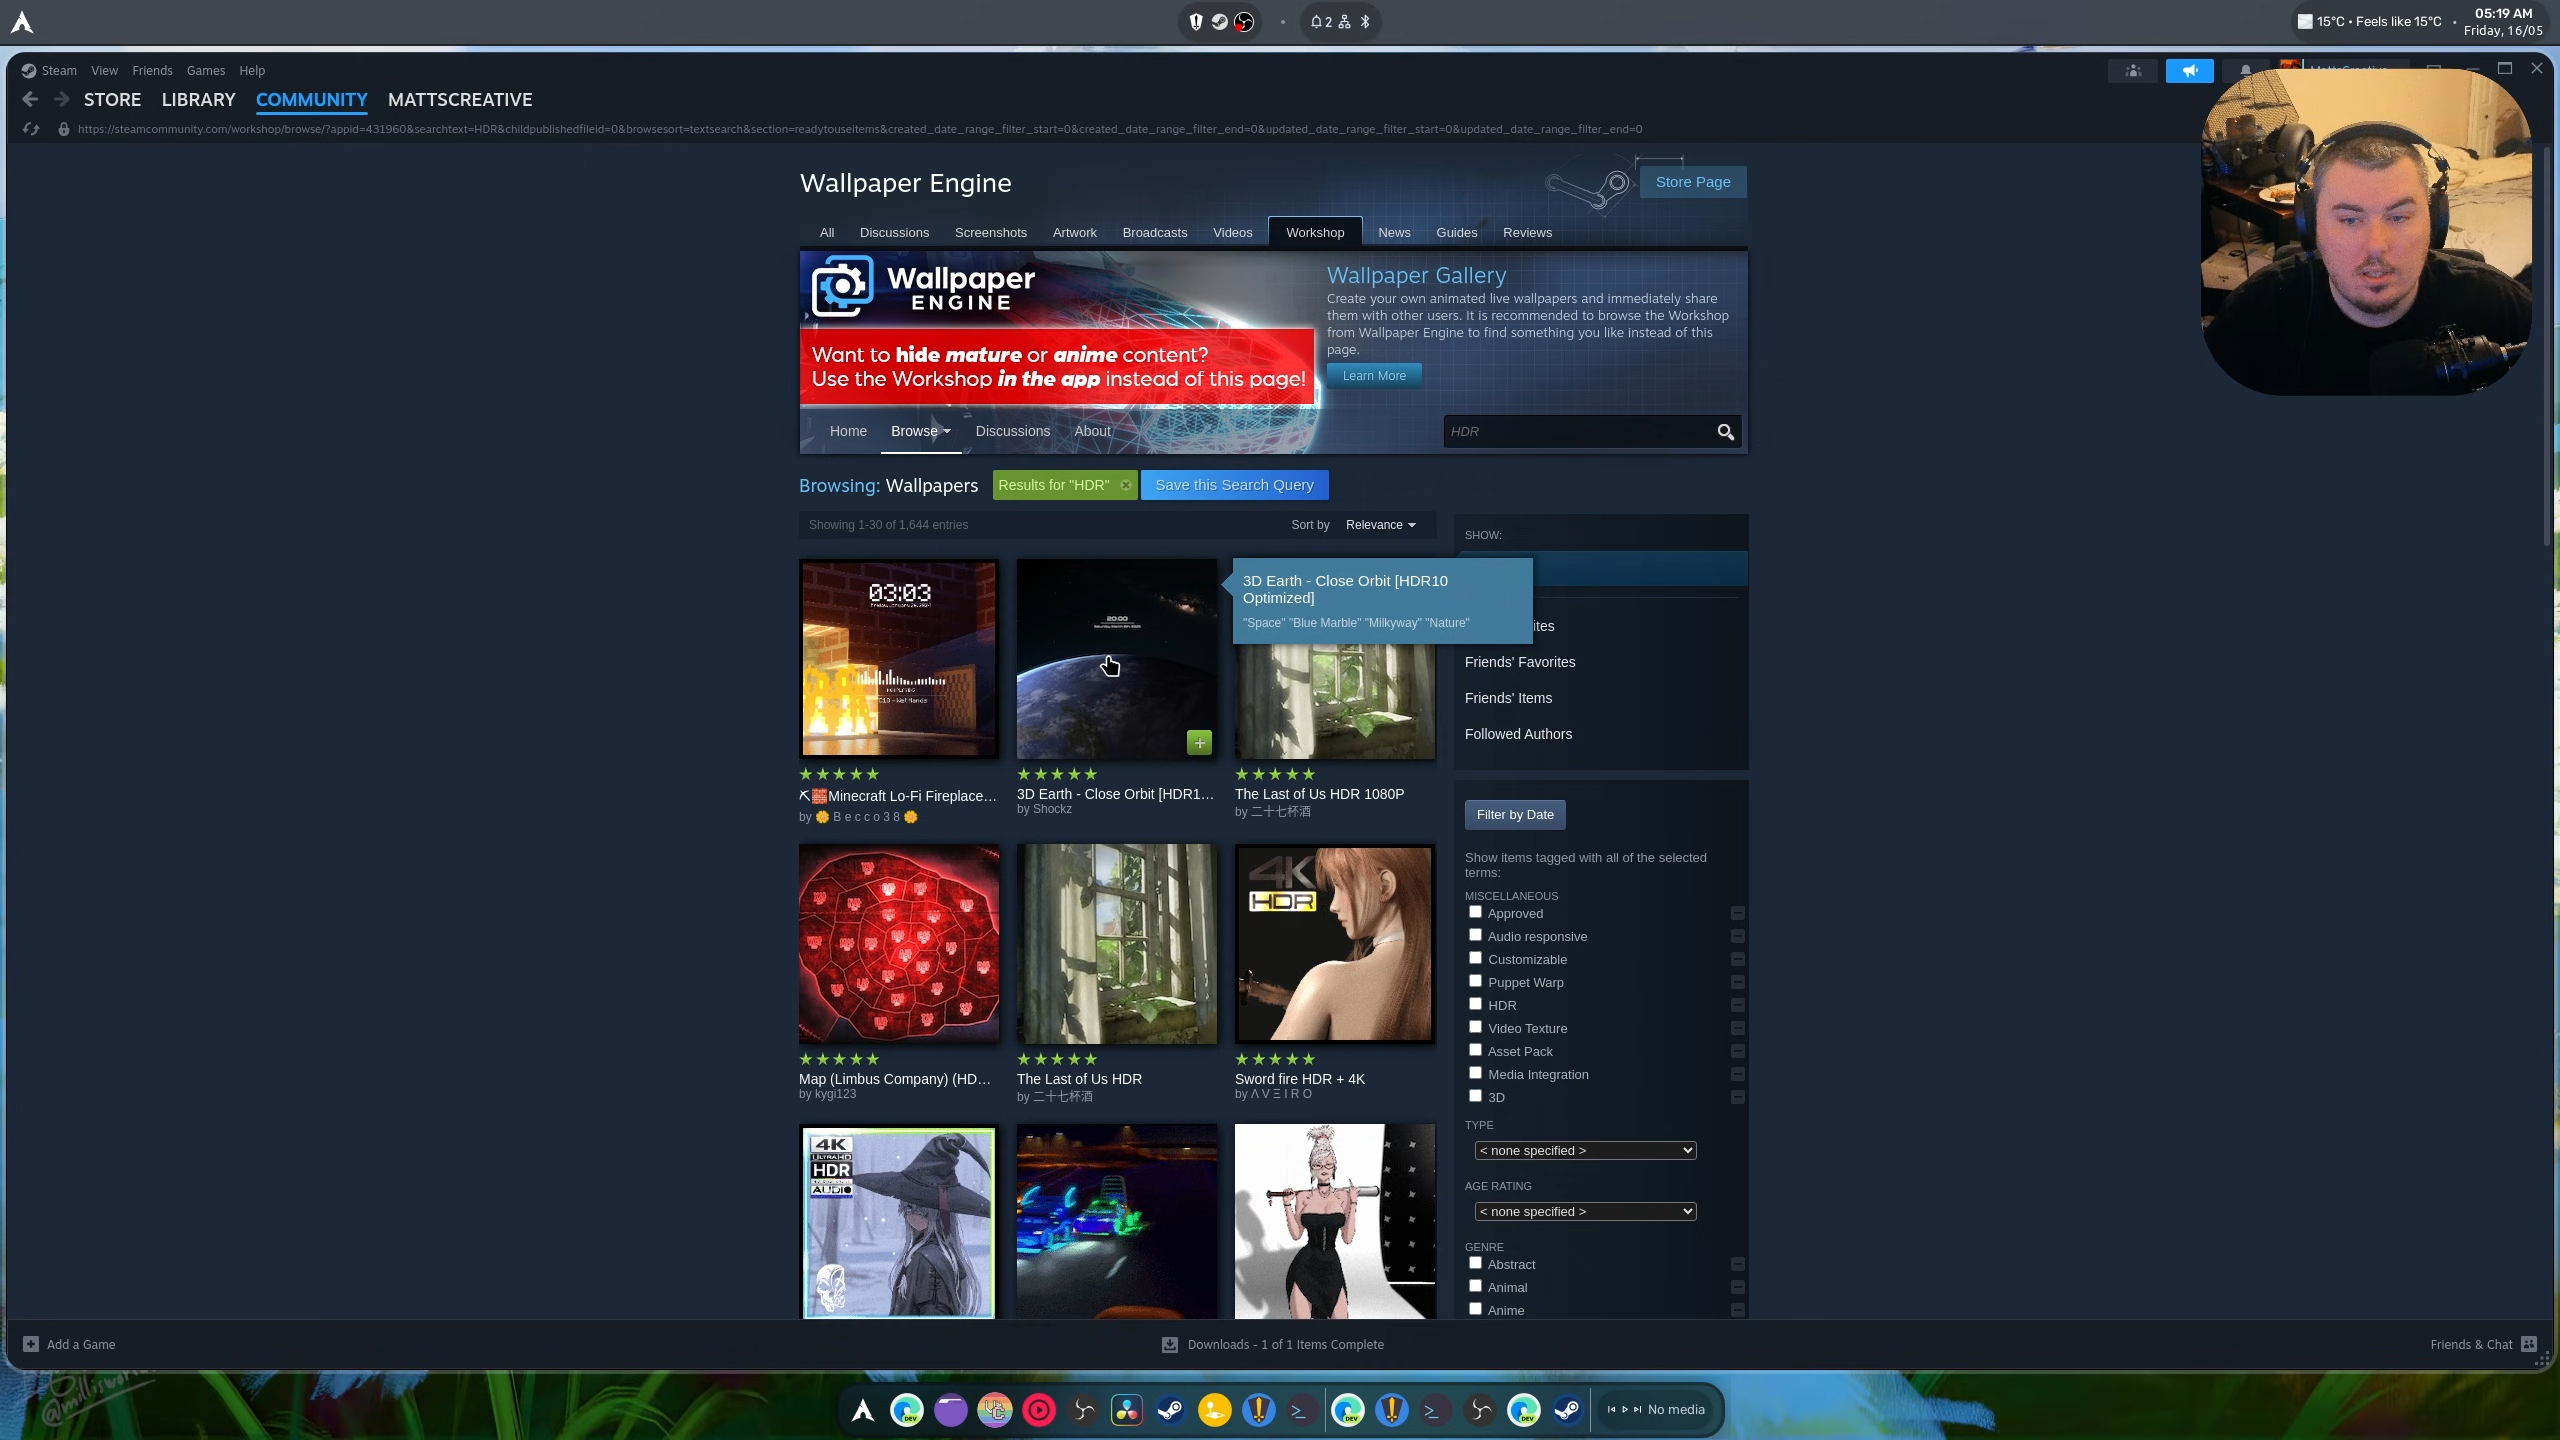 15°C • Feels like 15°C
05:19 AM
Friday, 16/05
2
Steam View Friends Games Help
STORE LIBRARY COMMUNITY MATTSCREATIVE
https://steamcommunity.com/workshop/browse/?appid=431960&searchtext=HDR&childpublishedfileid=0&browsesort=textsearch&section=readytouseitems&created_date_range_filter_start=0&created_date_range_filter_end=0&updated_date_range_filter_start=0&updated_date_range_filter_end=0
Wallpaper Engine
Store Page
All Discussions Screenshots Artwork Broadcasts Videos Workshop News Guides Reviews
Wallpaper
ENGINE
Want to hide mature or anime content?
Use the Workshop in the app instead of this page!
Wallpaper Gallery
Create your own animated live wallpapers and immediately share
them with other users. It is recommended to browse the Workshop
from Wallpaper Engine to find something you like instead of this
page.
Learn More
Home Browse Discussions About
HDR
Browsing: Wallpapers
Results for "HDR"
Save this Search Query
Showing 1-30 of 1,644 entries
Sort by Relevance
SHOW:
03:03
20:00
3D Earth - Close Orbit [HDR10
Optimized]
"Space" "Blue Marble" "Milkyway" "Nature"
ites
Friends' Favorites
Friends' Items
Followed Authors
⛏🧱Minecraft Lo-Fi Fireplace…
by 🌼 B e c c o 3 8 🌼
3D Earth - Close Orbit [HDR1…
by Shockz
The Last of Us HDR 1080P
by 二十七杯酒
Filter by Date
Show items tagged with all of the selected
terms:
MISCELLANEOUS
Approved
Audio responsive
Customizable
Puppet Warp
HDR
Video Texture
Asset Pack
Media Integration
3D
4K
HDR
Map (Limbus Company) (HD…
by kygi123
The Last of Us HDR
by 二十七杯酒
Sword fire HDR + 4K
by Λ V Ξ I R O
TYPE
< none specified >
AGE RATING
< none specified >
GENRE
Abstract
Animal
Anime
4K
ULTRA HD
HDR
AUDIO
Add a Game
Downloads - 1 of 1 Items Complete
Friends & Chat
DEV
DEV
DEV
No media